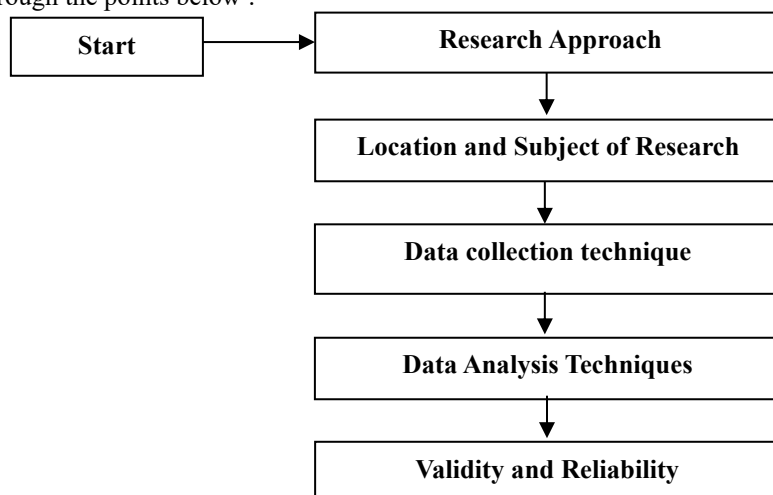 rough the points below :
Start
Research Approach
Location and Subject of Research
Data collection technique
Data Analysis Techniques
Validity and Reliability